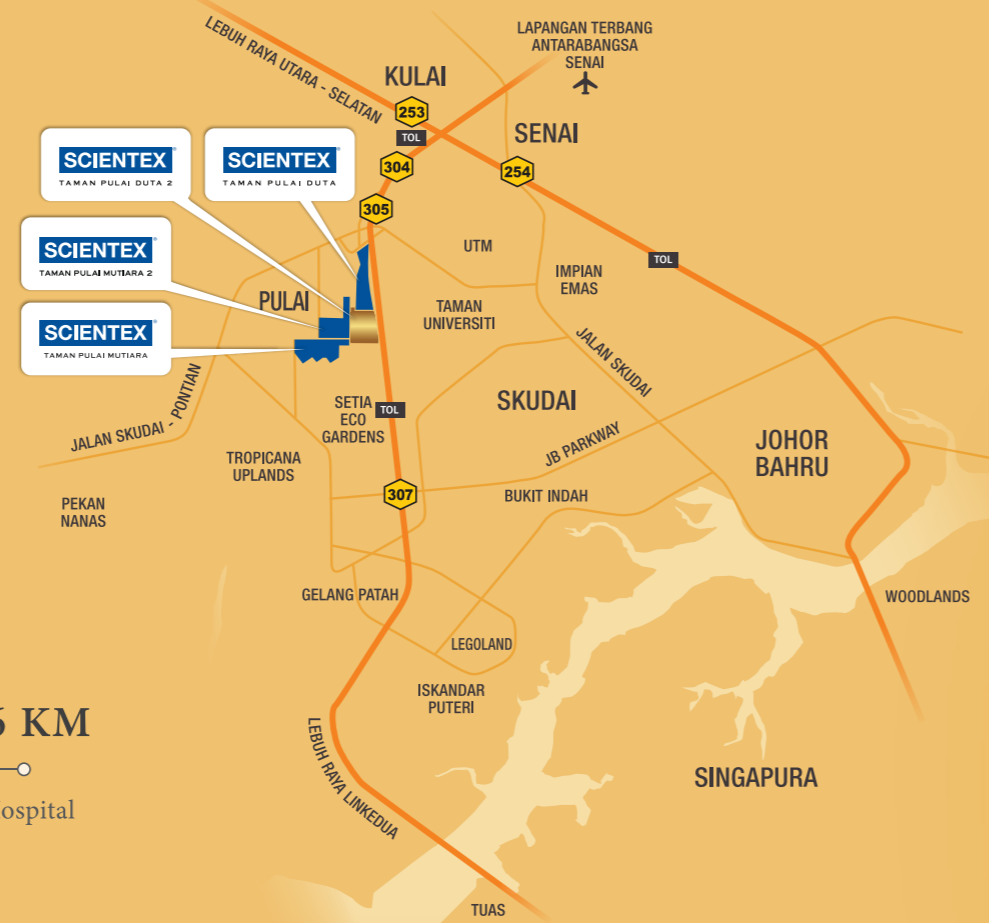 LEBUH RAYA UTARA - SELATAN
LAPANGAN TERBANG
ANTARABANGSA
SENAI
KULAI
253
TOL
SENAI
304
254
SCIENTEX
TAMAN PULAI DUTA 2
SCIENTEX
TAMAN PULAI DUTA
305
UTM
TOL
SCIENTEX
TAMAN PULAI MUTIARA 2
IMPIAN
EMAS
PULAI
TAMAN
UNIVERSITI
SCIENTEX
TAMAN PULAI MUTIARA
JALAN SKUDAI
JALAN SKUDAI - PONTIAN
SETIA
ECO
GARDENS
TOL
SKUDAI
JB PARKWAY
JOHOR
BAHRU
TROPICANA
UPLANDS
307
BUKIT INDAH
PEKAN
NANAS
GELANG PATAH
WOODLANDS
LEGOLAND
ISKANDAR
PUTERI
KM
LEBUH RAYA LINKEDUA
SINGAPURA
ospital
TUAS